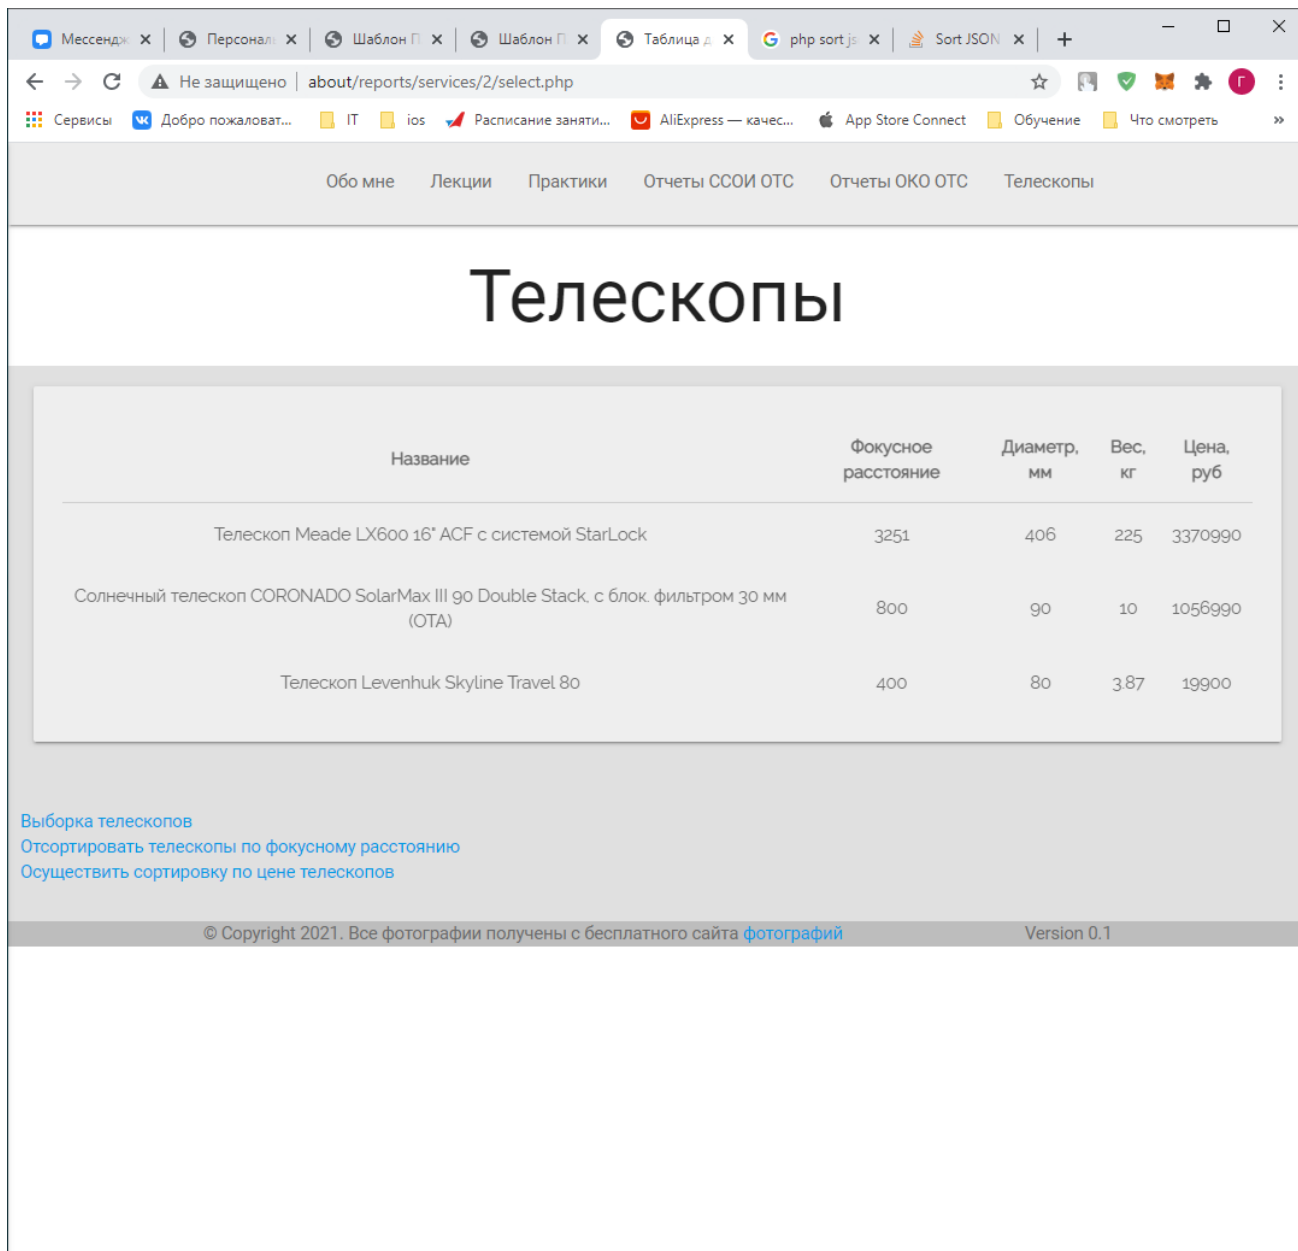 Мессендж
Персонал
Шаблон П
Шаблон П
Таблица д
php sort js
Sort JSON
Не защищено
about/reports/services/2/select.php
Г
Сервисы
Добро пожаловат...
IT
ios
Расписание заняти...
AliExpress — качес...
App Store Connect
Обучение
Что смотреть
»
Обо мне
Лекции
Практики
Отчеты ССОИ ОТС
Отчеты ОКО ОТС
Телескопы
Телескопы
Название
Фокусное
расстояние
Диаметр,
мм
Вес,
кг
Цена,
руб
Телескоп Meade LX600 16" ACF с системой StarLock
3251
406
225
3370990
Солнечный телескоп CORONADO SolarMax III 90 Double Stack, с блок. фильтром 30 мм
(OTA)
800
90
10
1056990
Телескоп Levenhuk Skyline Travel 80
400
80
3.87
19900
Выборка телескопов
Отсортировать телескопы по фокусному расстоянию
Осуществить сортировку по цене телескопов
© Copyright 2021. Все фотографии получены с бесплатного сайта фотографий
Version 0.1